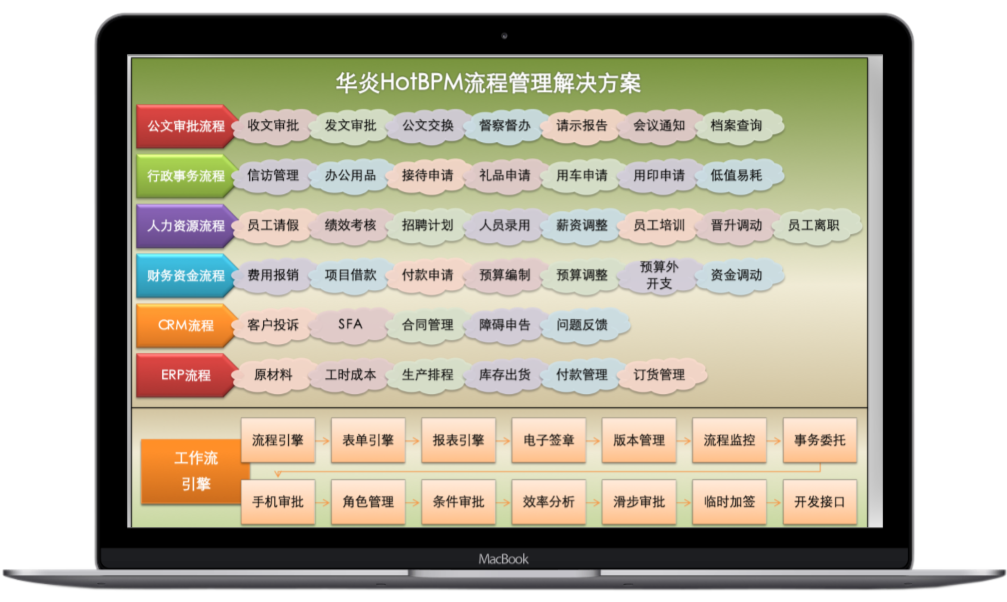 华炎HotBPM流程管理解决方案
公文审批流程 收文审批 发文审批 公文交换 督察督办 请示报告 会议通知 档案查询
行政事务流程 信访管理 办公用品 接待申请 礼品申请 用车申请 用印申请 低值易耗
人力资源流程 员工请假 绩效考核 招聘计划 人员录用 薪资调整 员工培训 晋升调动 员工离职
财务资金流程 费用报销 项目借款 付款申请 预算编制 预算调整 预算外 资金调动
开支
CRM流程 客户投诉 SFA 合同管理 障碍申告 问题反馈
ERP流程 原材料 工时成本 生产排程 库存出货 付款管理 订货管理
工作流
引擎
流程引擎 表单引擎 报表引擎 电子签章 版本管理 流程监控 事务委托
手机审批 角色管理 条件审批 效率分析 滑步审批 临时加签 开发接口
MacBook